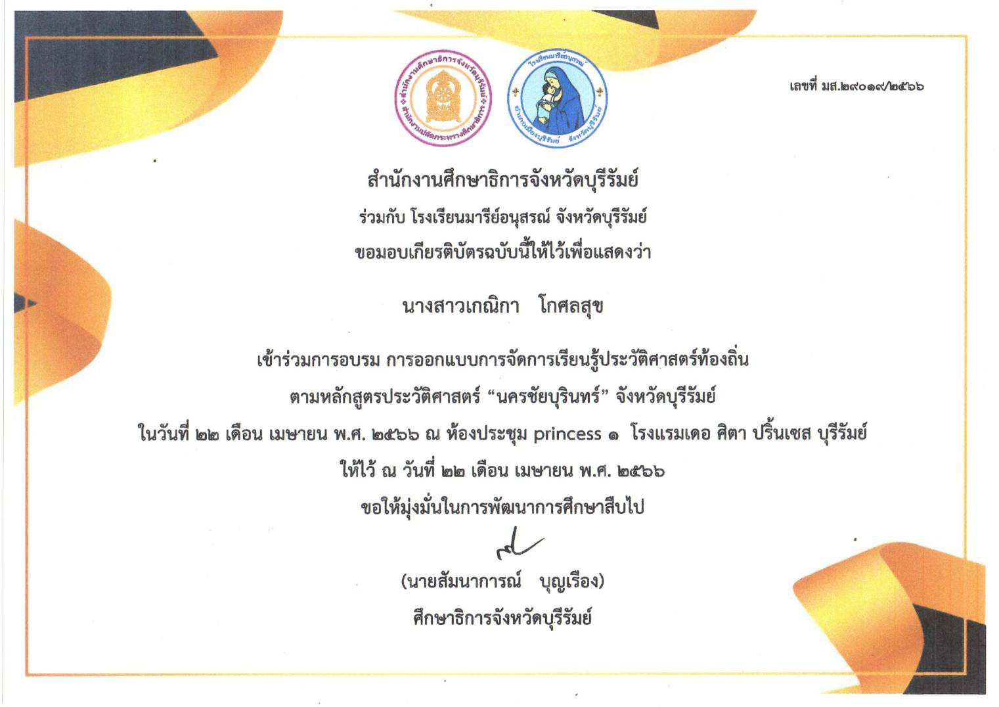 สำนักงานศึกษาธิการจังหวัดบุรีรัมย์
สำนักงานปลัดกระทรวงศึกษาธิการ
โรงเรียนมารีย์อนุสรณ์
อำเภอเมืองบุรีรัมย์ จังหวัดบุรีรัมย์
เลขที่ มส.๒๙๐๑๙/๒๕๖๖
สำนักงานศึกษาธิการจังหวัดบุรีรัมย์
ร่วมกับ โรงเรียนมารีย์อนุสรณ์ จังหวัดบุรีรัมย์
ขอมอบเกียรติบัตรฉบับนี้ให้ไว้เพื่อแสดงว่า
นางสาวเกณิกา โกศลสุข
เข้าร่วมการอบรม การออกแบบการจัดการเรียนรู้ประวัติศาสตร์ท้องถิ่น
ตามหลักสูตรประวัติศาสตร์ “นครชัยบุรินทร์” จังหวัดบุรีรัมย์
ในวันที่ ๒๒ เดือน เมษายน พ.ศ. ๒๕๖๖ ณ ห้องประชุม princess ๑ โรงแรมเดอ ศิตา ปริ้นเซส บุรีรัมย์
ให้ไว้ ณ วันที่ ๒๒ เดือน เมษายน พ.ศ. ๒๕๖๖
ขอให้มุ่งมั่นในการพัฒนาการศึกษาสืบไป
(นายสัมนาการณ์ บุญเรือง)
ศึกษาธิการจังหวัดบุรีรัมย์